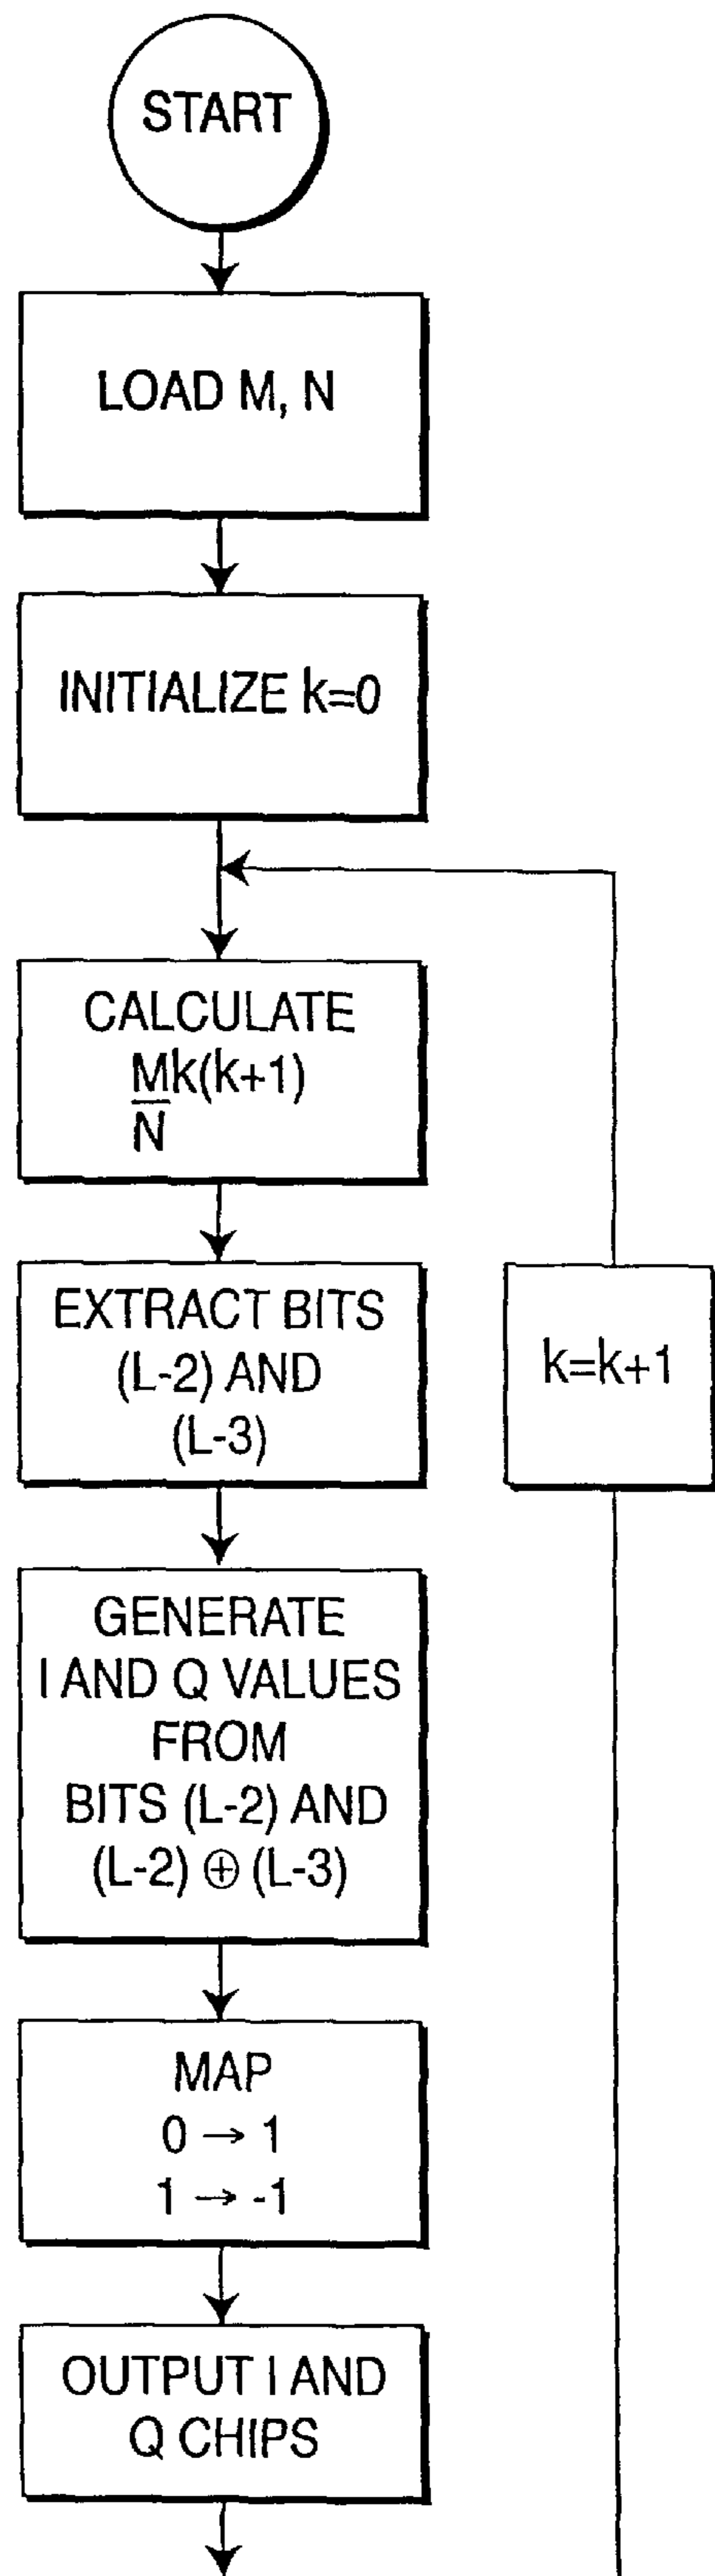 START
LOAD M, N
INITIALIZE k=0
CALCULATE
M/N k(k+1)
EXTRACT BITS
(L-2) AND
(L-3)
k=k+1
GENERATE
I AND Q VALUES
FROM
BITS (L-2) AND
(L-2) ⊕ (L-3)
MAP
0 → 1
1 → -1
OUTPUT I AND
Q CHIPS